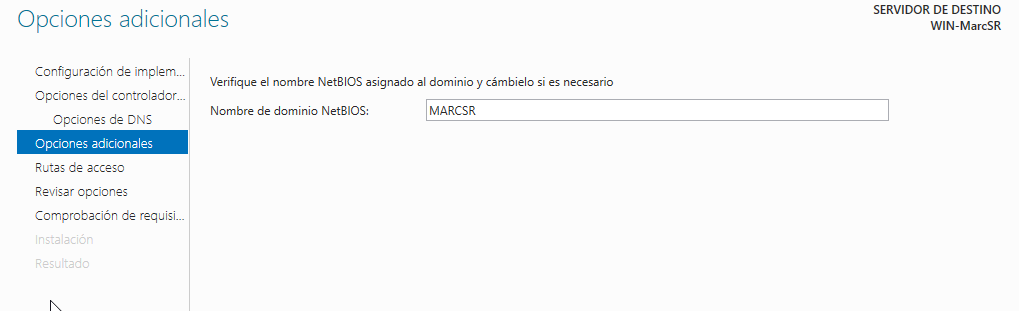 Opciones adicionales
SERVIDOR DE DESTINO
WIN-MarcSR
Configuración de implem...
Opciones del controlador...
Opciones de DNS
Opciones adicionales
Rutas de acceso
Revisar opciones
Comprobación de requisi...
Instalación
Resultado
Verifique el nombre NetBIOS asignado al dominio y cámbielo si es necesario
Nombre de dominio NetBIOS: MARCSR